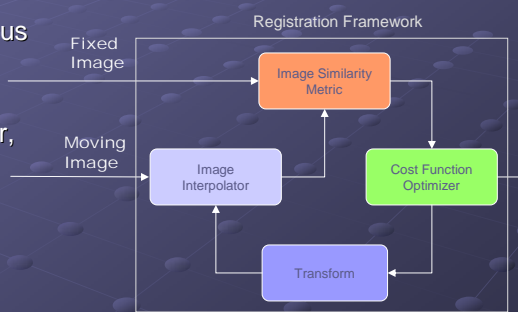 us
Registration Framework
Fixed
Image
Image Similarity
Metric
r,
Moving
Image
Image
Interpolator
Cost Function
Optimizer
Transform